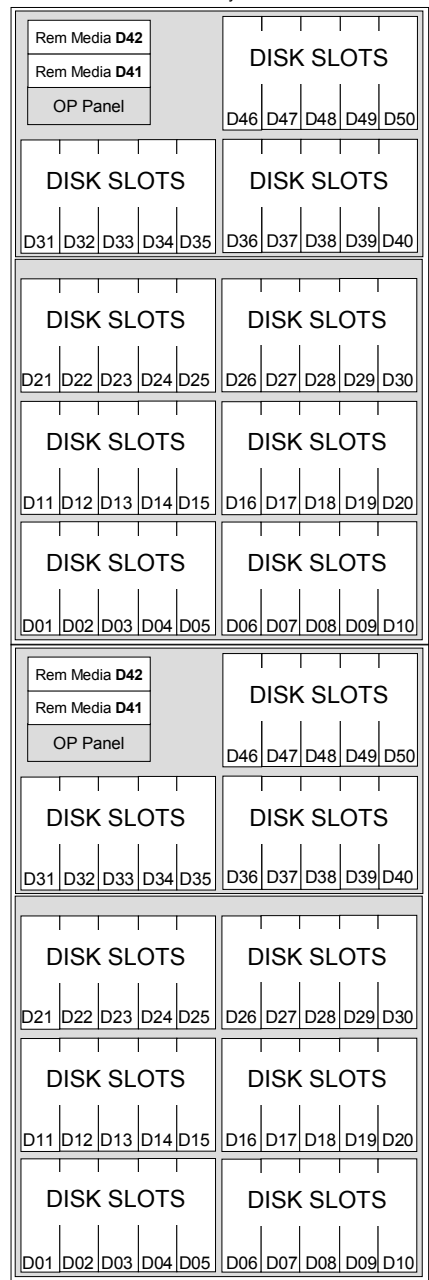 Rem Media D42
Rem Media D41
OP Panel
DISK SLOTS
D46 D47 D48 D49 D50
DISK SLOTS DISK SLOTS
D31 D32 D33 D34 D35 D36 D37 D38 D39 D40
DISK SLOTS DISK SLOTS
D21 D22 D23 D24 D25 D26 D27 D28 D29 D30
DISK SLOTS DISK SLOTS
D11 D12 D13 D14 D15 D16 D17 D18 D19 D20
DISK SLOTS DISK SLOTS
D01 D02 D03 D04 D05 D06 D07 D08 D09 D10
Rem Media D42
Rem Media D41
OP Panel
DISK SLOTS
D46 D47 D48 D49 D50
DISK SLOTS DISK SLOTS
D31 D32 D33 D34 D35 D36 D37 D38 D39 D40
DISK SLOTS DISK SLOTS
D21 D22 D23 D24 D25 D26 D27 D28 D29 D30
DISK SLOTS DISK SLOTS
D11 D12 D13 D14 D15 D16 D17 D18 D19 D20
DISK SLOTS DISK SLOTS
D01 D02 D03 D04 D05 D06 D07 D08 D09 D10